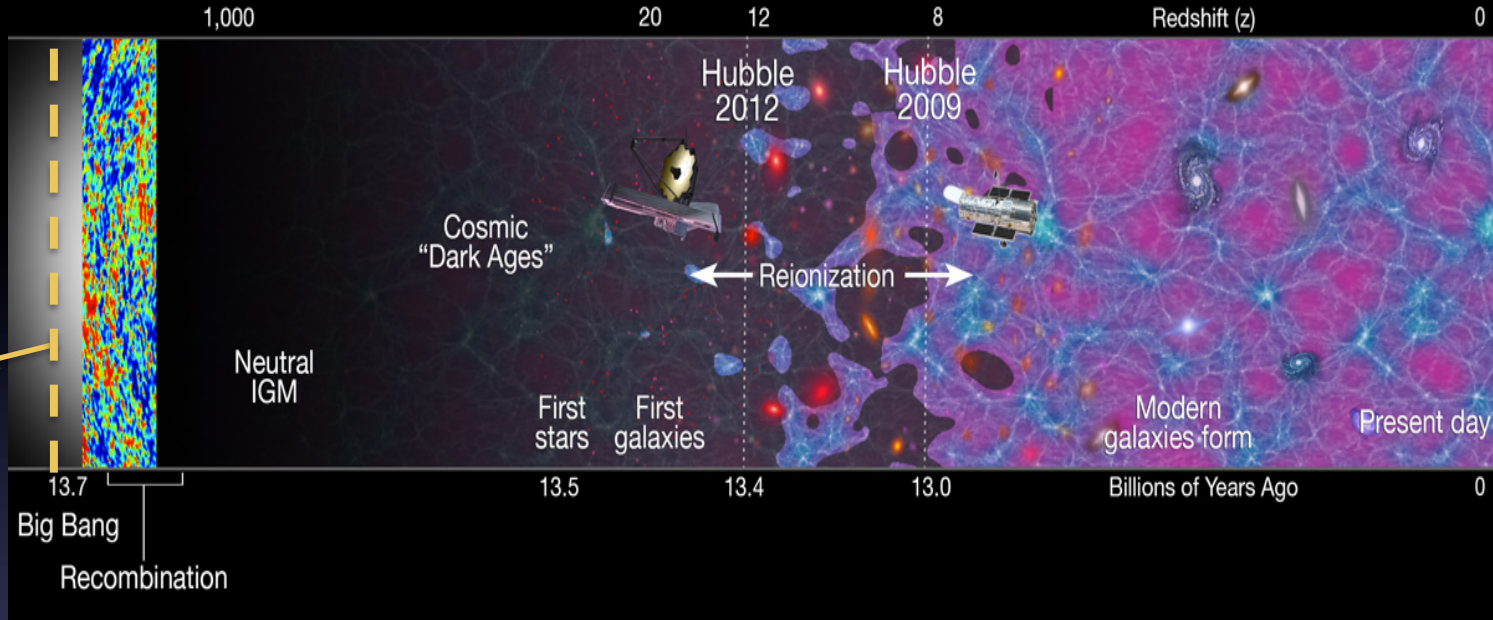 1,000 20 12 8 Redshift (z) 0
Hubble
2012
Hubble
2009
Cosmic
“Dark Ages”
Reionization
Neutral
IGM
First
stars
First
galaxies
Modern
galaxies form
Present day
13.7 13.5 13.4 13.0 Billions of Years Ago 0
Big Bang
Recombination